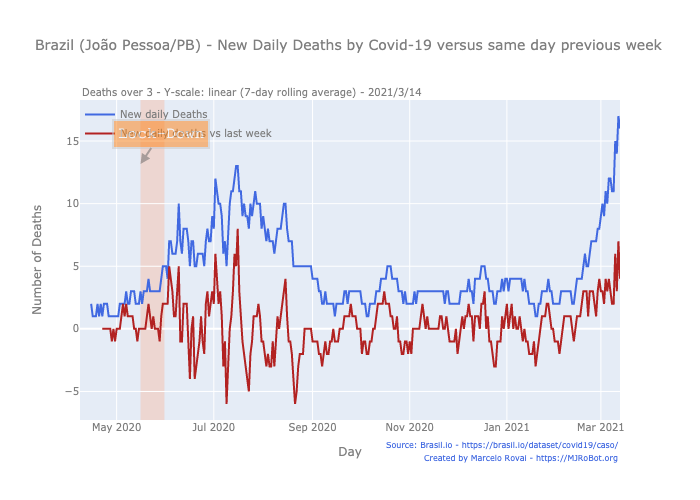 Brazil (João Pessoa/PB) - New Daily Deaths by Covid-19 versus same day previous week
Deaths over 3 - Y-scale: linear (7-day rolling average) - 2021/3/14
New daily Deaths
New daily deaths vs last week
Number of Deaths
15
10
5
0
−5
May 2020
Jul 2020
Sep 2020
Nov 2020
Jan 2021
Mar 2021
Day
Source: Brasil.io - https://brasil.io/dataset/covid19/caso/
Created by Marcelo Rovai - https://MJRoBot.org